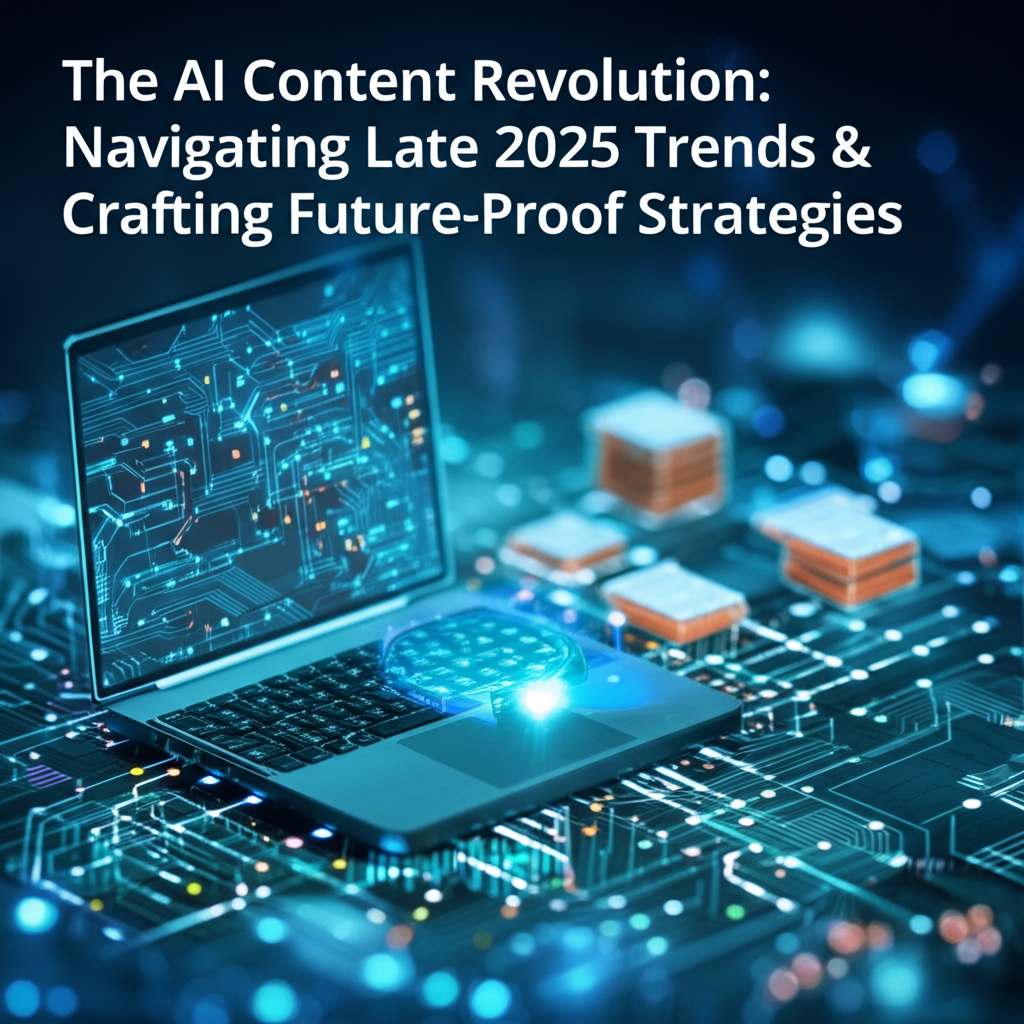 The AI Content Revolution:
Navigating Late 2025 Trends &
Crafting Future-Proof Strategies